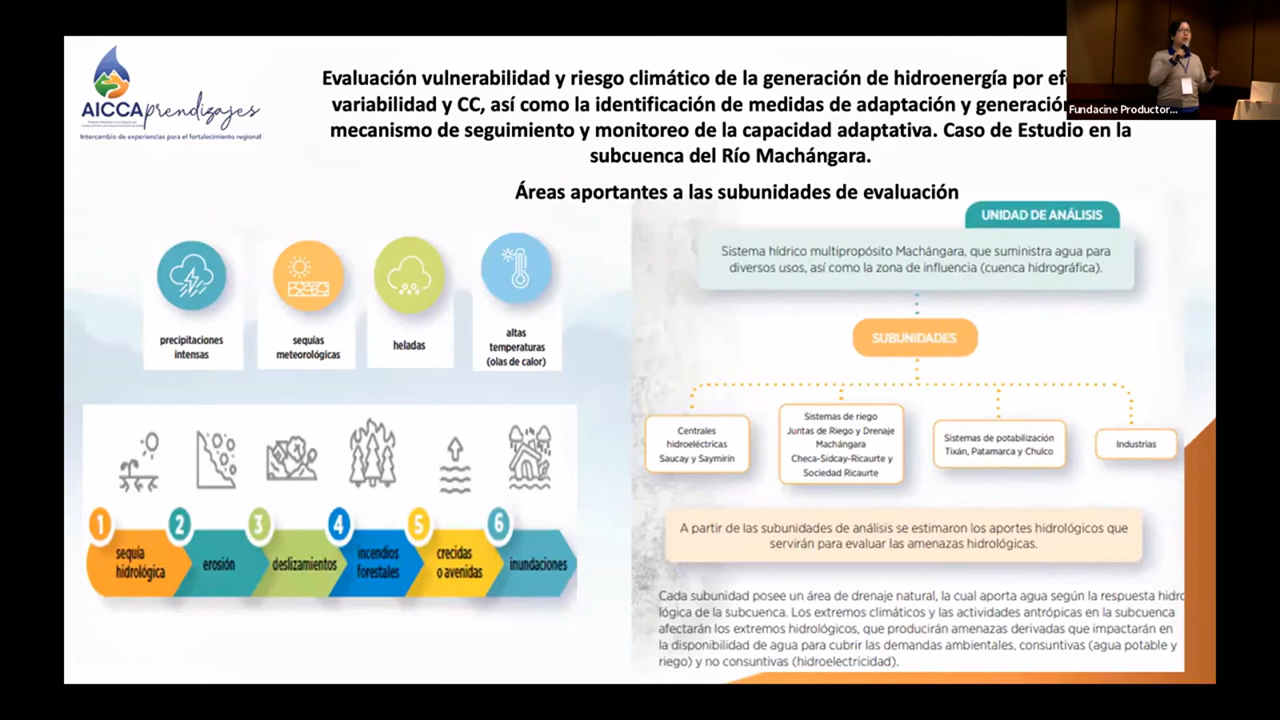 AICCA prendizajes
Intercambio de experiencias para el fortalecimiento regional
Evaluación vulnerabilidad y riesgo climático de la generación de hidroenergía por
variabilidad y CC, así como la identificación de medidas de adaptación y generación
mecanismo de seguimiento y monitoreo de la capacidad adaptativa. Caso de Estudio en la
subcuenca del Río Machángara.
Fundacine Productor...
Áreas aportantes a las subunidades de evaluación
precipitaciones
intensas
sequías
meteorológicas
heladas
altas
temperaturas
(olas de calor)
1
sequía
hidrológica
2
erosión
3
deslizamientos
4
incendios
forestales
5
crecidas
o avenidas
6
inundaciones
UNIDAD DE ANÁLISIS
Sistema hídrico multipropósito Machángara, que suministra agua para
diversos usos, así como la zona de influencia (cuenca hidrográfica).
SUBUNIDADES
Centrales
hidroeléctricas
Saucay y Saymirín
Sistemas de riego
Juntas de Riego y Drenaje
Machángara
Checa-Sidcay-Ricaurte y
Sociedad Ricaurte
Sistemas de potabilización
Tixán, Patamarca y Chulco
Industrias
A partir de las subunidades de análisis se estimaron los aportes hidrológicos que
servirán para evaluar las amenazas hidrológicas.
Cada subunidad posee un área de drenaje natural, la cual aporta agua según la respuesta hidro
lógica de la subcuenca. Los extremos climáticos y las actividades antrópicas en la subcuenca
afectarán los extremos hidrológicos, que producirán amenazas derivadas que impactarán en
la disponibilidad de agua para cubrir las demandas ambientales, consuntivas (agua potable y
riego) y no consuntivas (hidroelectricidad).